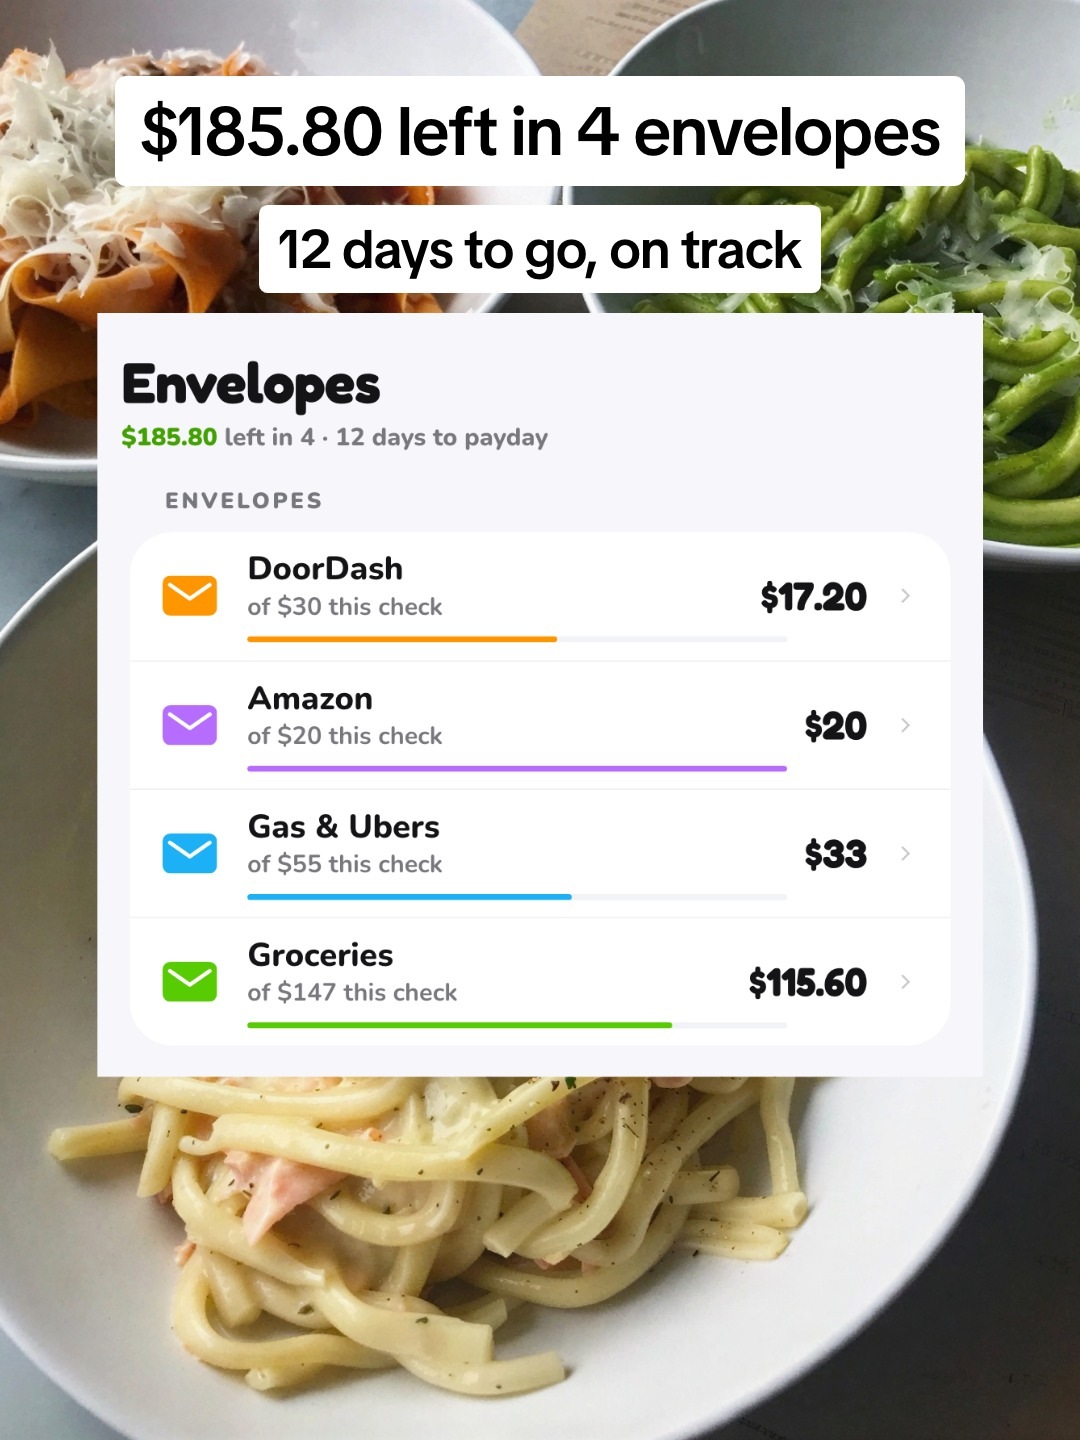 $185.80 left in 4 envelopes
12 days to go, on track
Envelopes
$185.80 left in 4 · 12 days to payday
ENVELOPES
DoorDash
of $30 this check
$17.20
Amazon
of $20 this check
$20
Gas & Ubers
of $55 this check
$33
Groceries
of $147 this check
$115.60